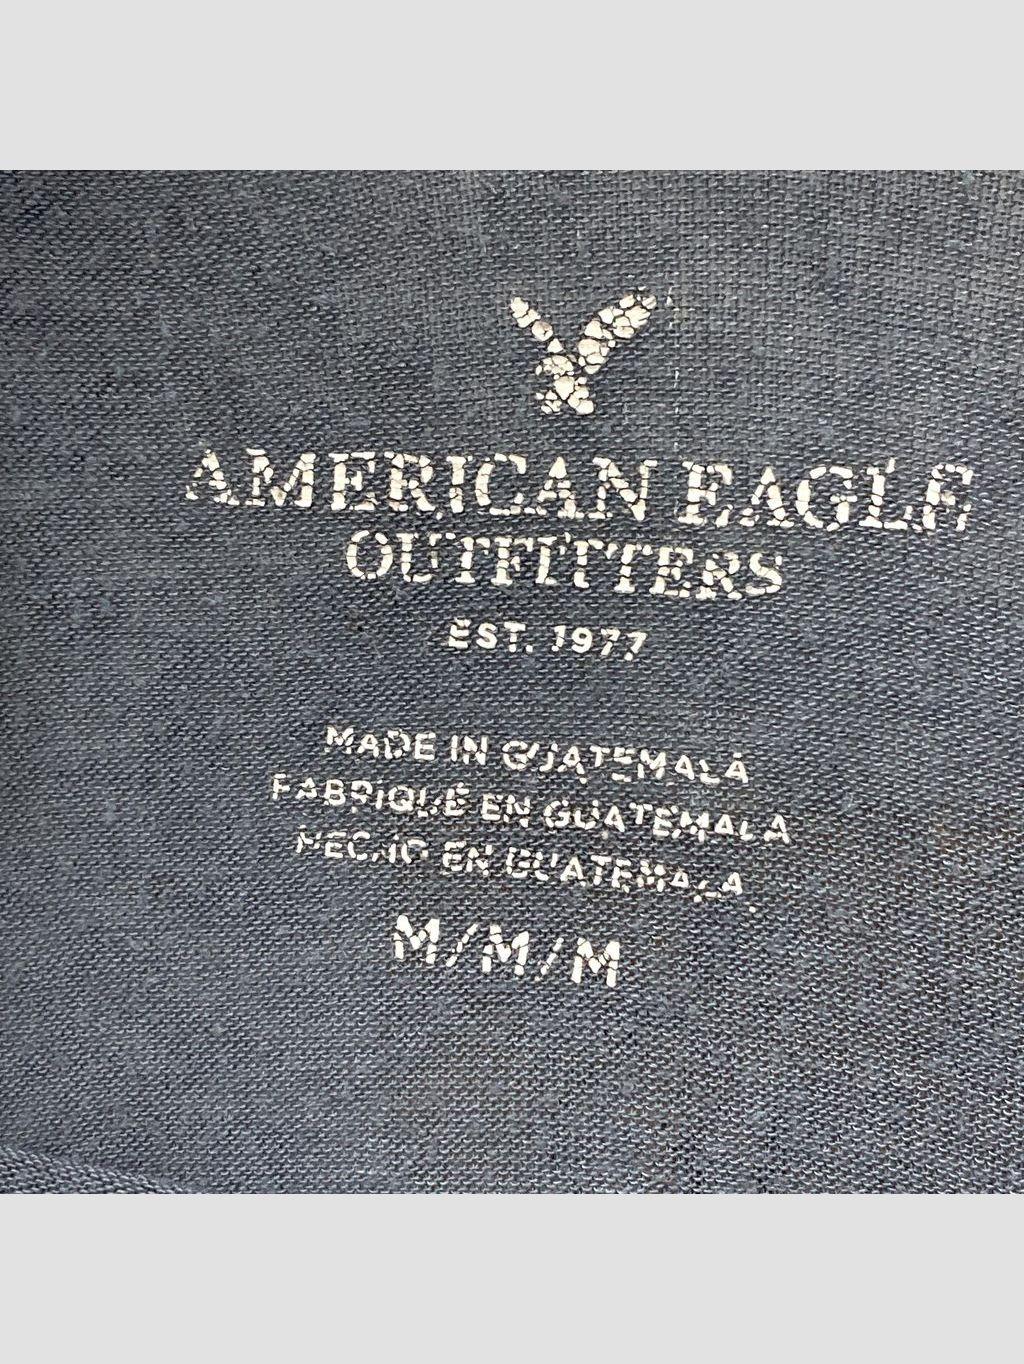 AMERICAN EAGLE
OUTFITTERS
EST. 1977
MADE IN GUATEMALA
FABRIQUÉ EN GUATEMALA
HECHO EN GUATEMALA
M/M/M